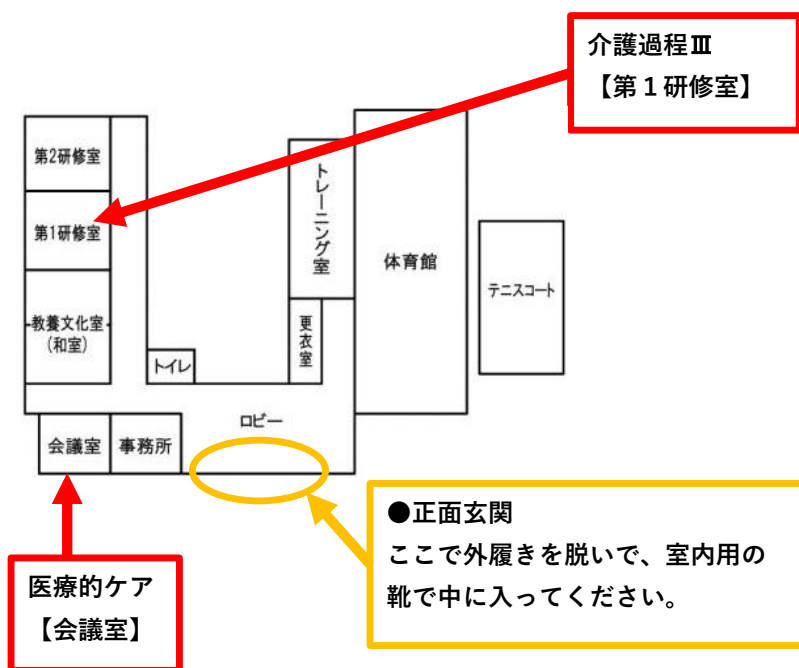 介護過程Ⅲ
【第１研修室】
第2研修室
第1研修室
教養文化室
(和室)
トイレ
トレーニング室
更衣室
体育館
テニスコート
ロビー
会議室
事務所
●正面玄関
ここで外履きを脱いで、室内用の
靴で中に入ってください。
医療的ケア
【会議室】